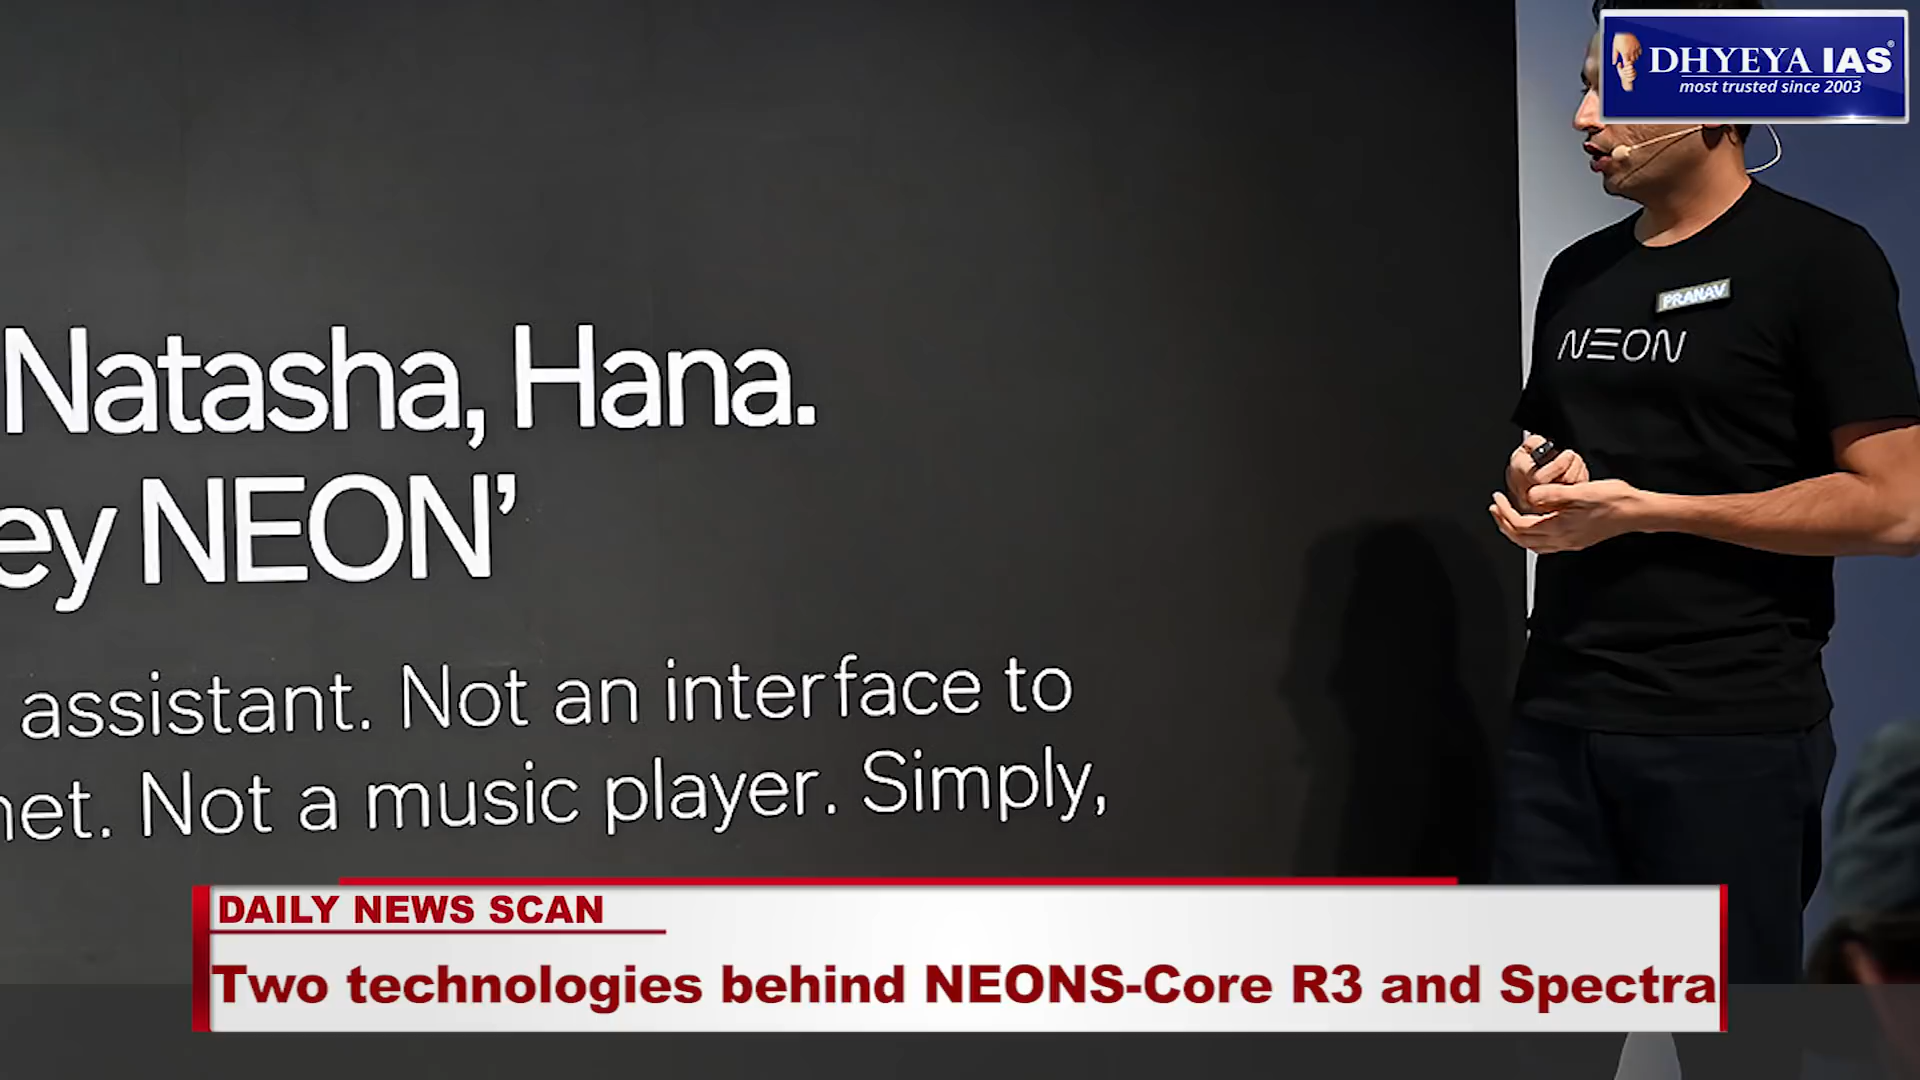 DHYEYA IAS®
most trusted since 2003
PRANAV
NEON
Natasha, Hana.
ey NEON’
assistant. Not an interface to
net. Not a music player. Simply,
DAILY NEWS SCAN
Two technologies behind NEONS-Core R3 and Spectra